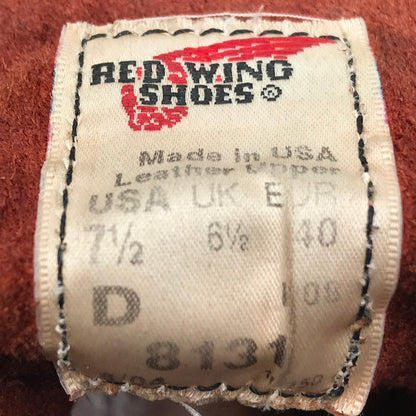 RED WING
SHOES®
Made in USA
Leather Upper
USA UK EUR
7½ 6½ 40
D
8131